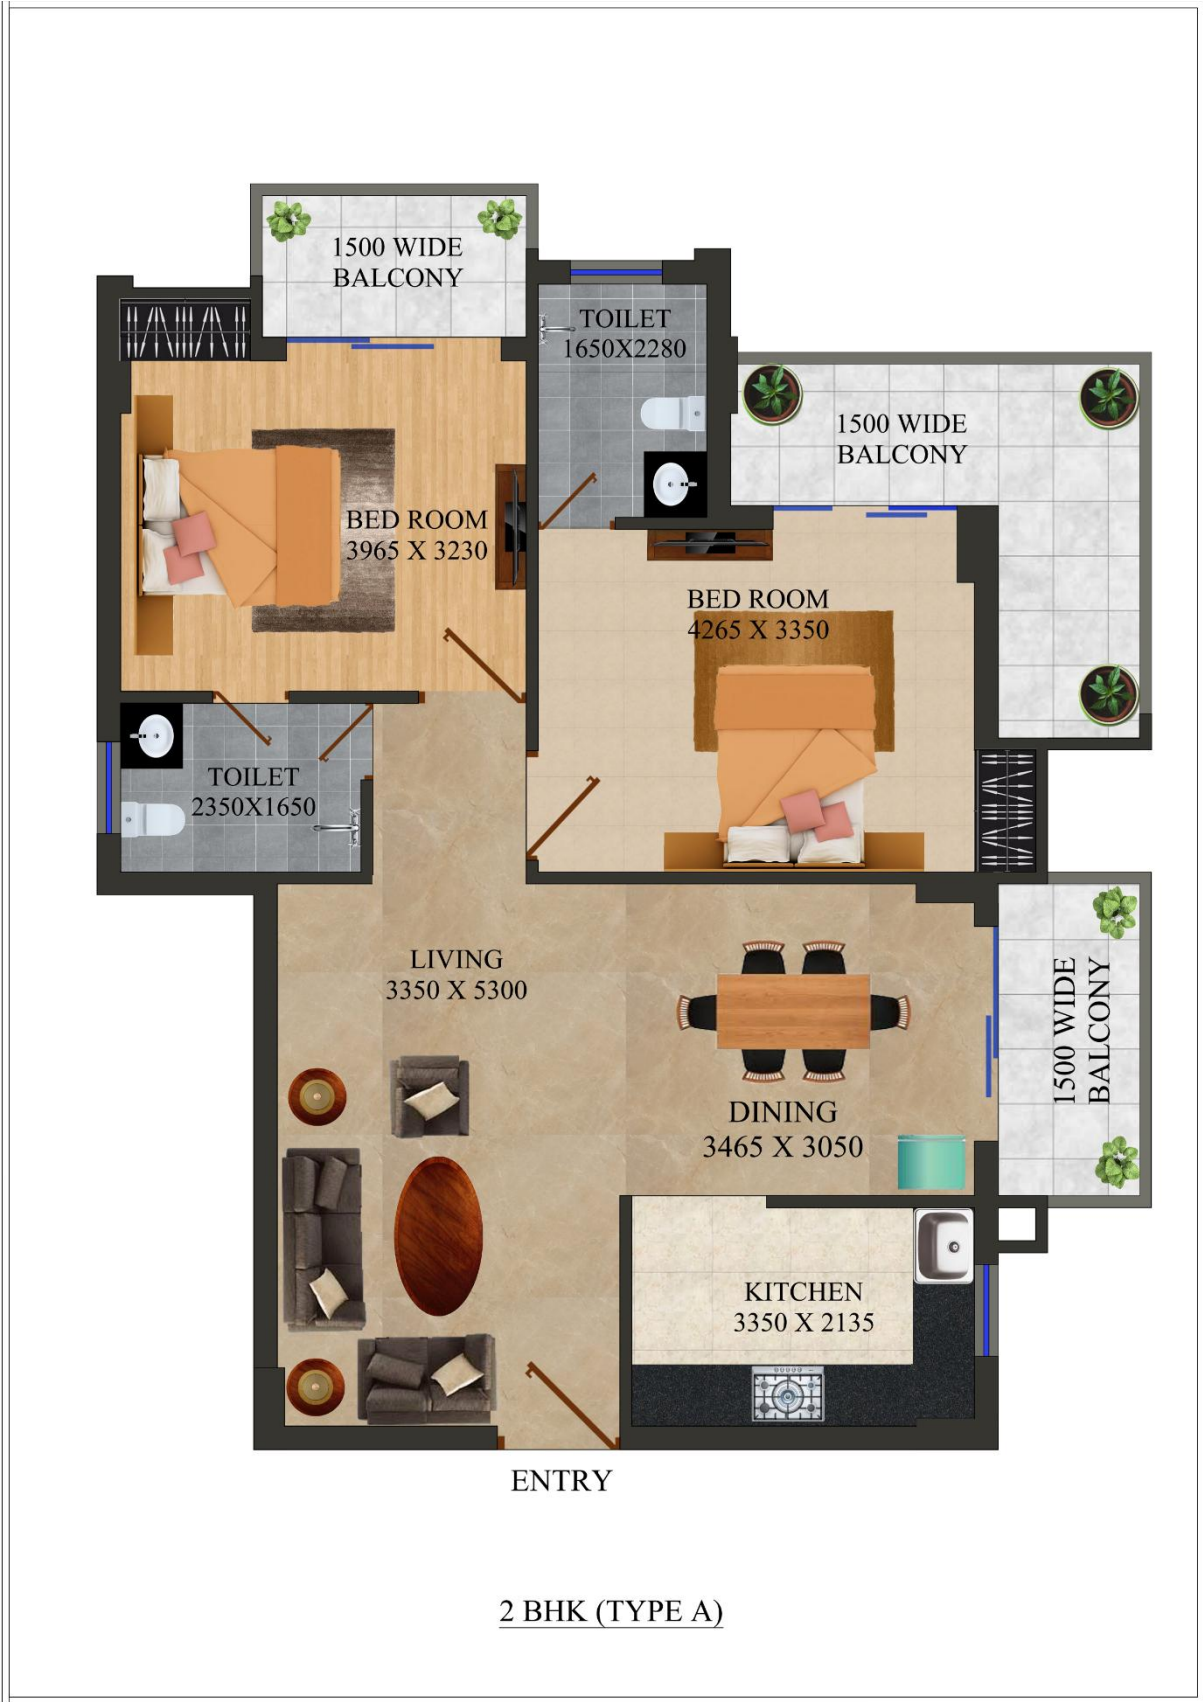 1500 WIDE
BALCONY
TOILET
1650X2280
1500 WIDE
BALCONY
BED ROOM
3965 X 3230
BED ROOM
4265 X 3350
TOILET
2350X1650
LIVING
3350 X 5300
1500 WIDE
BALCONY
DINING
3465 X 3050
KITCHEN
3350 X 2135
ENTRY
2 BHK (TYPE A)